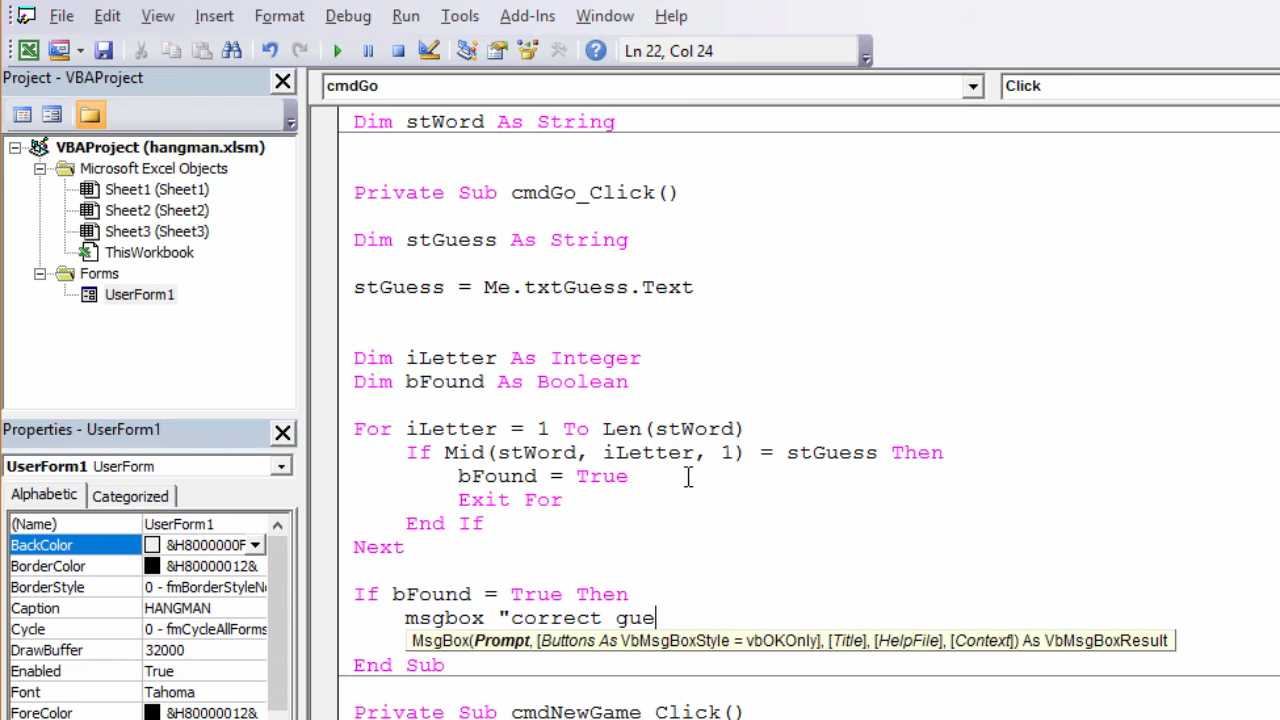 File Edit View Insert Format Debug Run Tools Add-Ins Window Help
Ln 22, Col 24
Project - VBAProject
cmdGo Click
VBAProject (hangman.xlsm)
Microsoft Excel Objects
Sheet1 (Sheet1)
Sheet2 (Sheet2)
Sheet3 (Sheet3)
ThisWorkbook
Forms
UserForm1
Properties - UserForm1
UserForm1 UserForm
Alphabetic Categorized
(Name) UserForm1
BackColor &H8000000F
BorderColor &H80000012&
BorderStyle 0 - fmBorderStyleNo
Caption HANGMAN
Cycle 0 - fmCycleAllForms
DrawBuffer 32000
Enabled True
Font Tahoma
ForeColor &H80000012&
Dim stWord As String
Private Sub cmdGo_Click()
Dim stGuess As String
stGuess = Me.txtGuess.Text
Dim iLetter As Integer
Dim bFound As Boolean
For iLetter = 1 To Len(stWord)
If Mid(stWord, iLetter, 1) = stGuess Then
bFound = True
Exit For
End If
Next
If bFound = True Then
msgbox "correct gue
MsgBox(Prompt, [Buttons As VbMsgBoxStyle = vbOKOnly], [Title], [HelpFile], [Context]) As VbMsgBoxResult
End Sub
Private Sub cmdNewGame_Click()